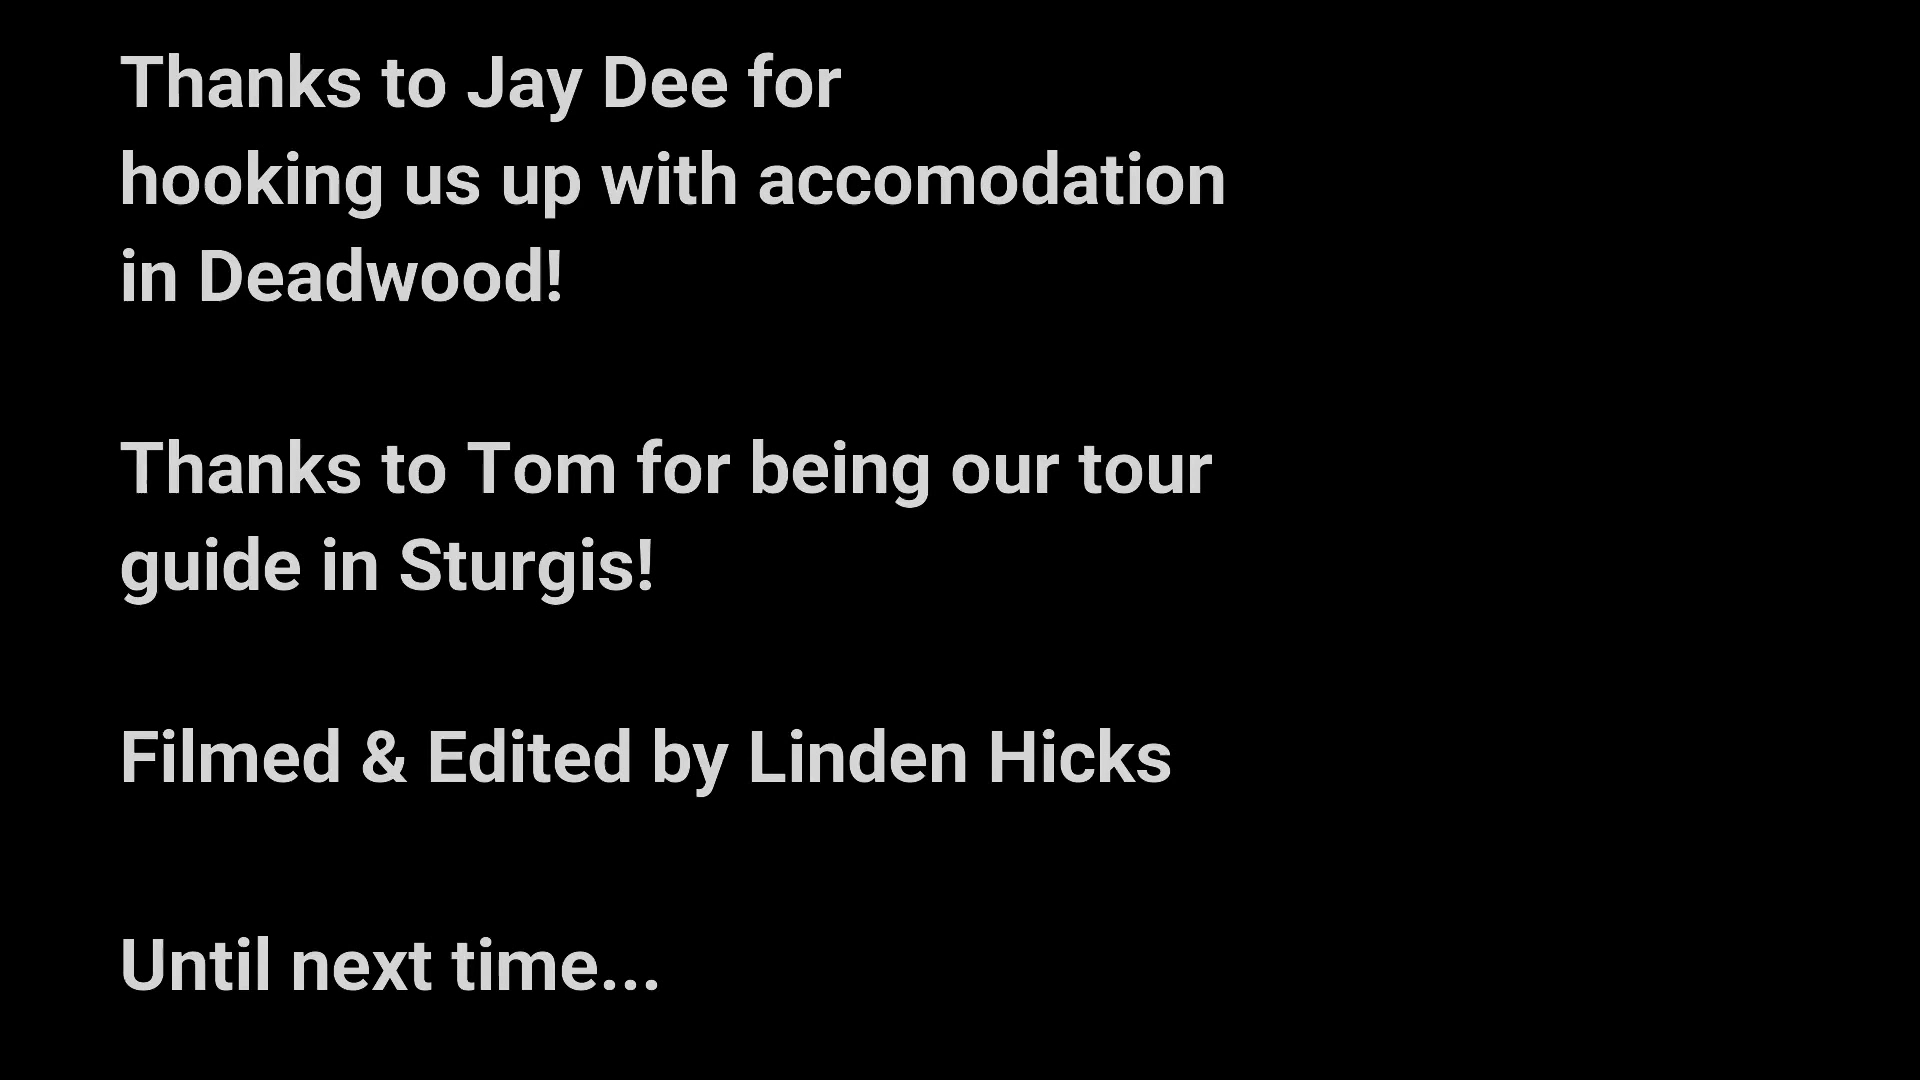 Thanks to Jay Dee for
hooking us up with accomodation
in Deadwood!
Thanks to Tom for being our tour
guide in Sturgis!
Filmed & Edited by Linden Hicks
Until next time...